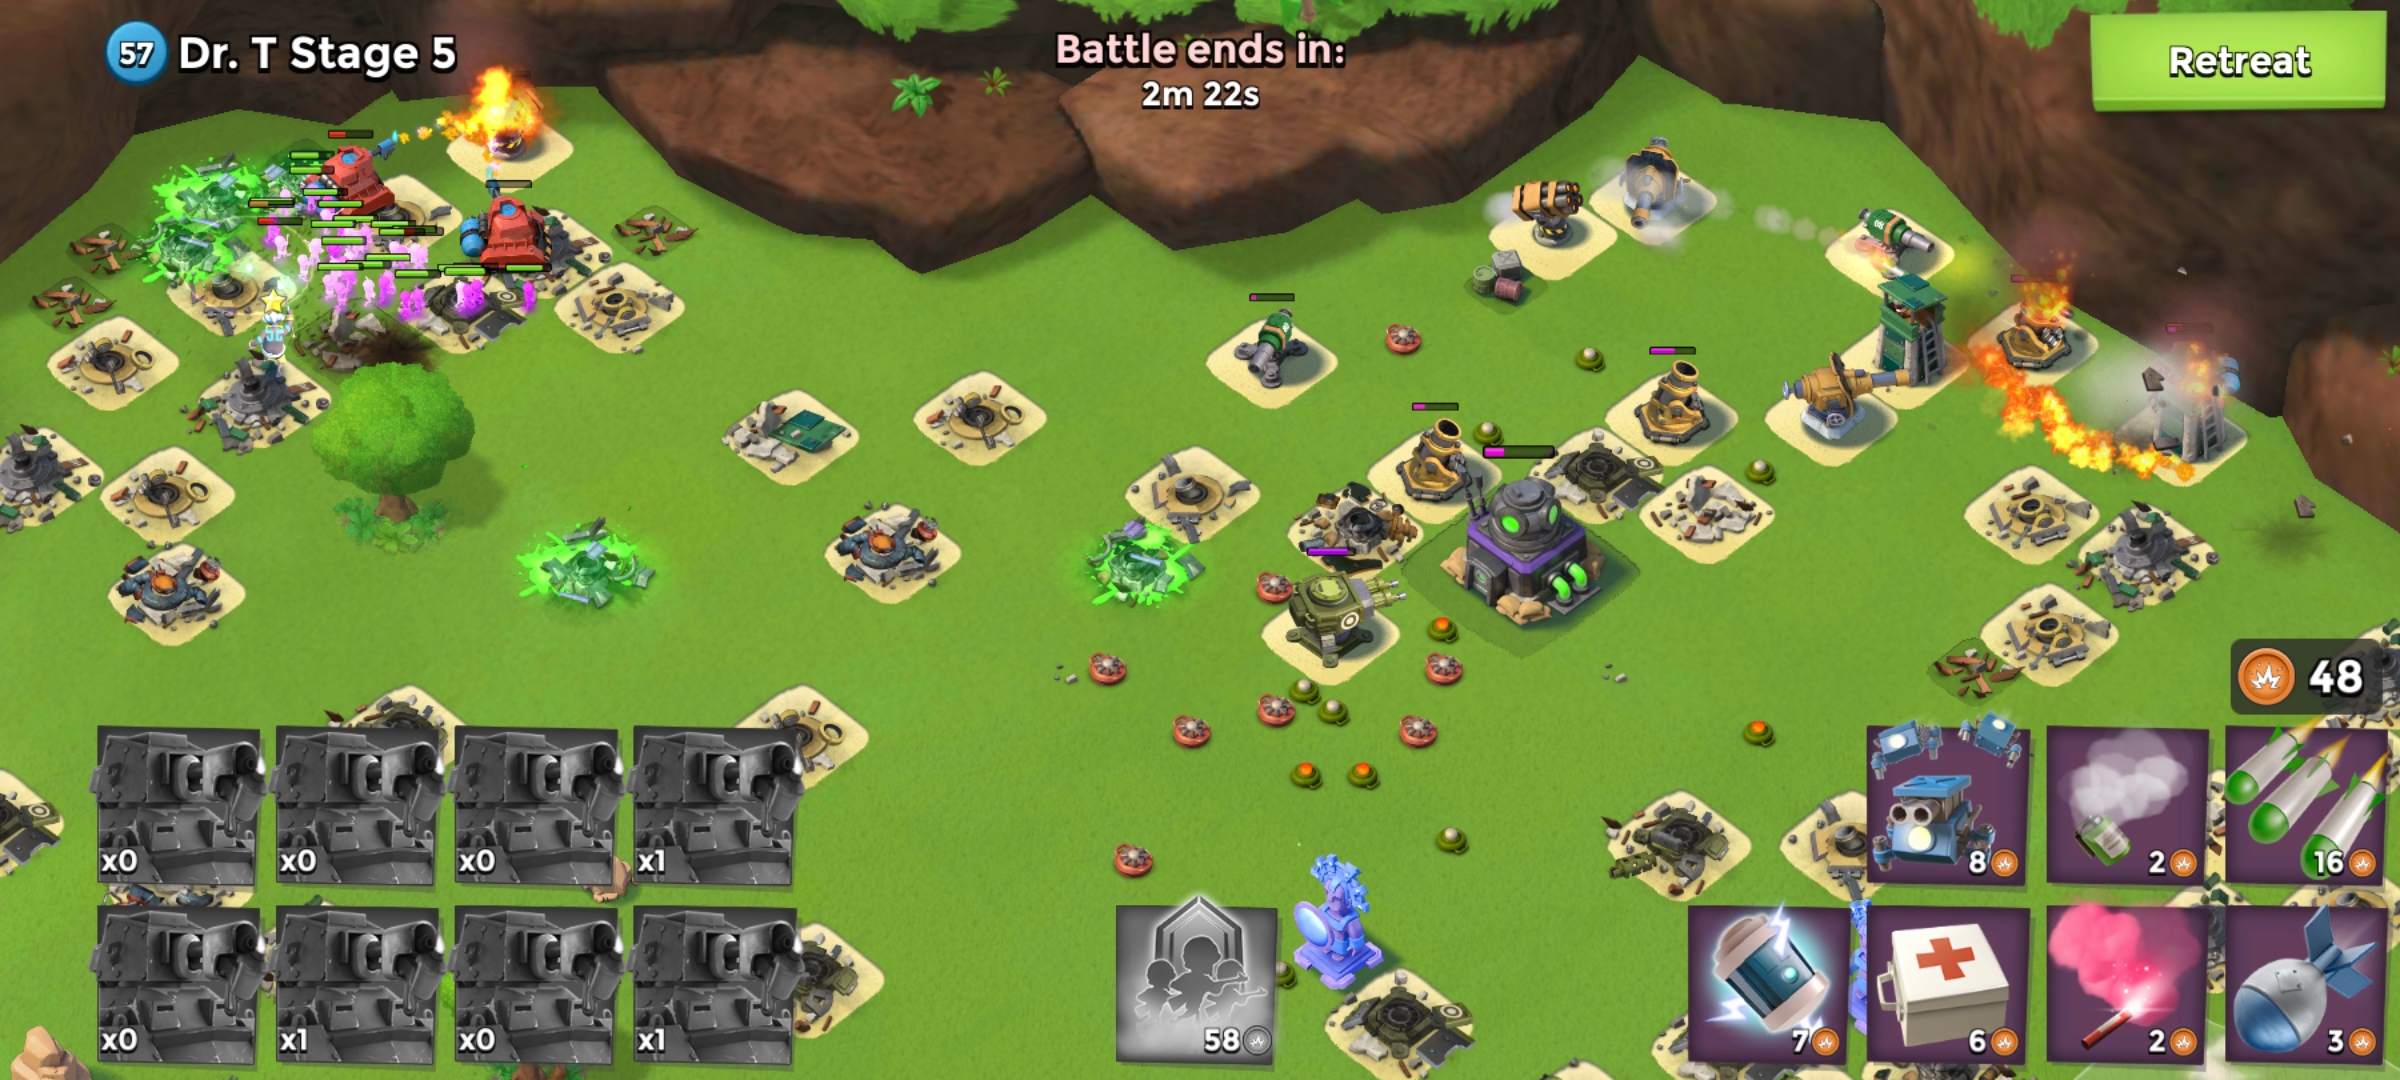 57 Dr. T Stage 5
Battle ends in:
2m 22s
Retreat
48
x0
x0
x0
x1
8
2
16
x0
x1
x0
x1
58
7
6
2
3